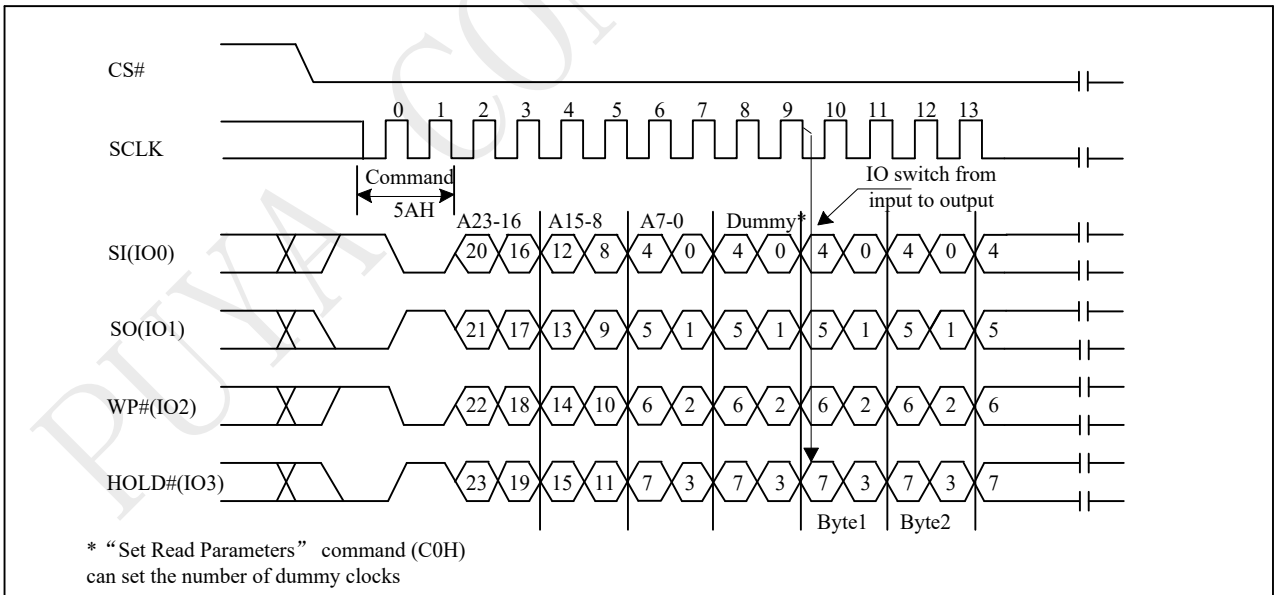 PUYA CON
CS#
0 1 2 3 4 5 6 7 8 9 10 11 12 13
SCLK
Command
5AH
IO switch from
input to output
A23-16 A15-8 A7-0 Dummy*
SI(IO0) 20 16 12 8 4 0 4 0 4 0 4 0 4
SO(IO1) 21 17 13 9 5 1 5 1 5 1 5 1 5
WP#(IO2) 22 18 14 10 6 2 6 2 6 2 6 2 6
HOLD#(IO3) 23 19 15 11 7 3 7 3 7 3 7 3 7
Byte1 Byte2
* “Set Read Parameters” command (C0H)
can set the number of dummy clocks